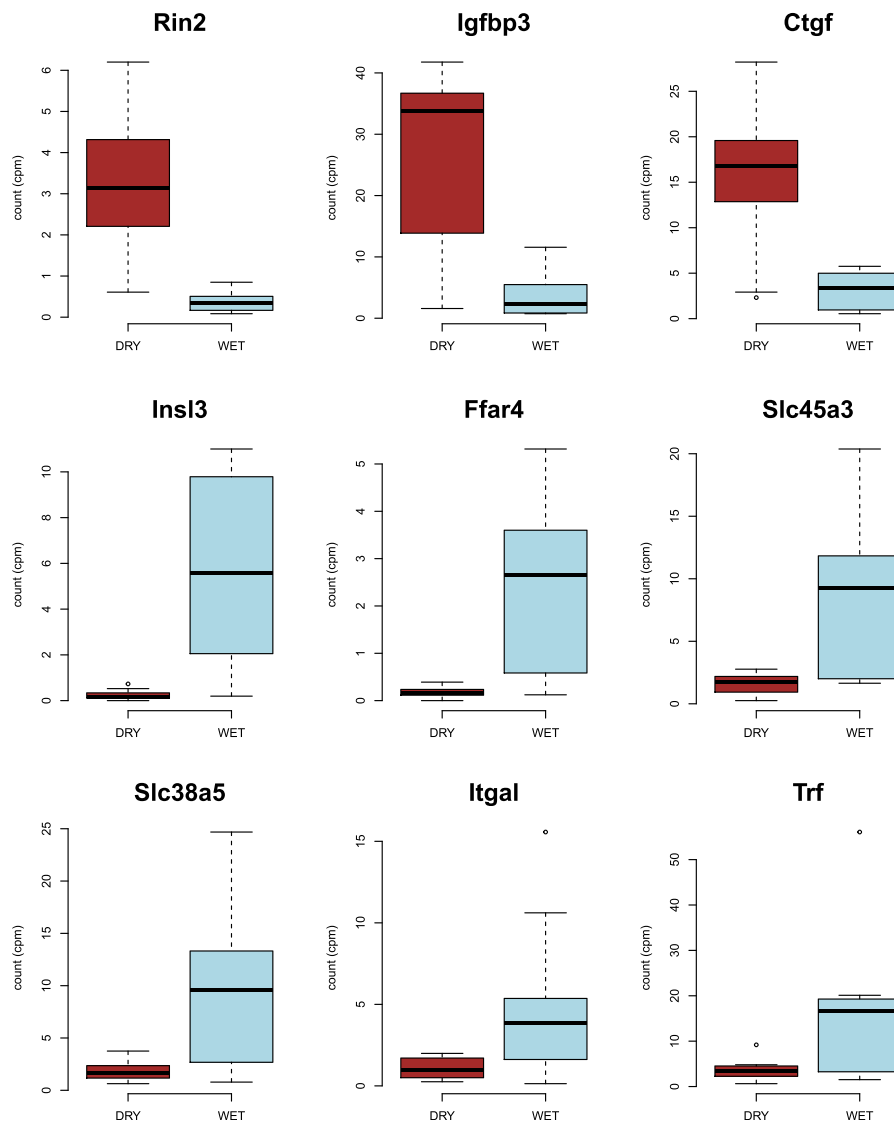 Rin2
Igfbp3
Ctgf
count (cpm)
0 1 2 3 4 5 6
DRY WET
count (cpm)
0 10 20 30 40
DRY WET
count (cpm)
0 5 10 15 20 25
DRY WET
Insl3
Ffar4
Slc45a3
count (cpm)
0 2 4 6 8 10
DRY WET
count (cpm)
0 1 2 3 4 5
DRY WET
count (cpm)
0 5 10 15 20
DRY WET
Slc38a5
Itgal
Trf
count (cpm)
0 5 10 15 20 25
DRY WET
count (cpm)
0 5 10 15
DRY WET
count (cpm)
0 10 20 30 40 50
DRY WET